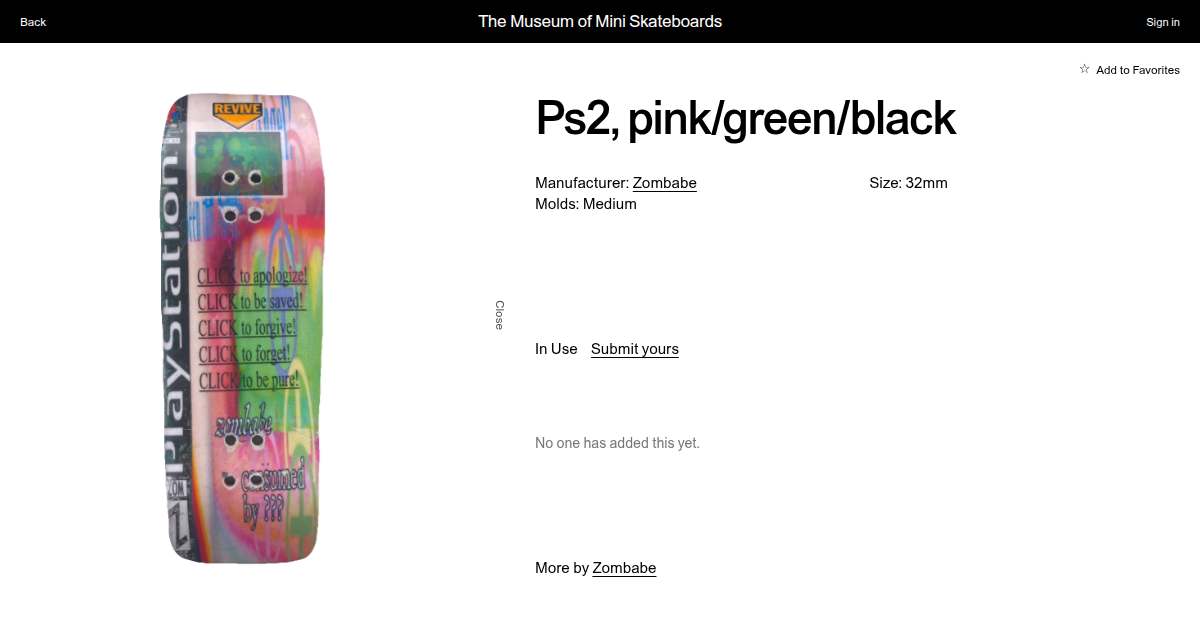 Back
The Museum of Mini Skateboards
Sign in
☆ Add to Favorites
Ps2, pink/green/black
Manufacturer: Zombabe
Size: 32mm
Molds: Medium
Close
In Use Submit yours
No one has added this yet.
More by Zombabe
REVIVE
PlayStation
CLICK to apologize!
CLICK to be saved!
CLICK to forgive!
CLICK to forget!
CLICK to be pure!
zombabe
consumed
by ???